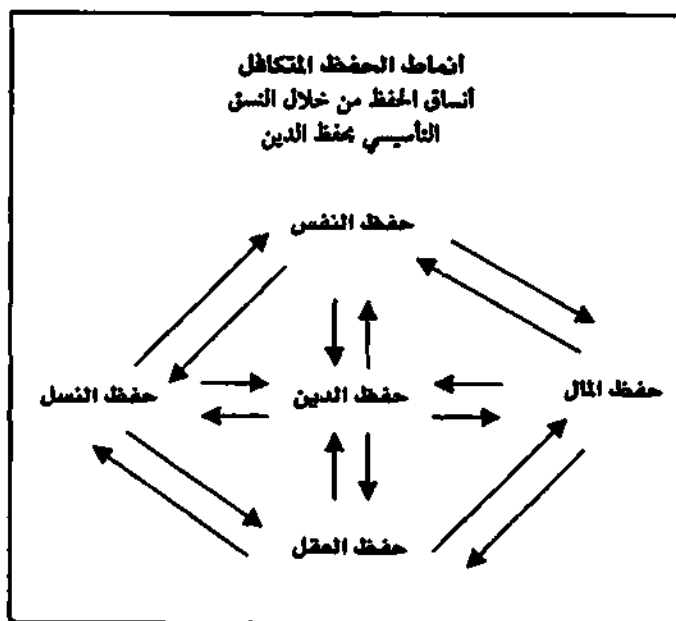 أنماط الحفظ المتكافل
أنساق الحفظ من خلال النسق
التأسيسي بحفظ الدين
حفظ النفس
حفظ المال
حفظ الدين
حفظ النسل
حفظ العقل